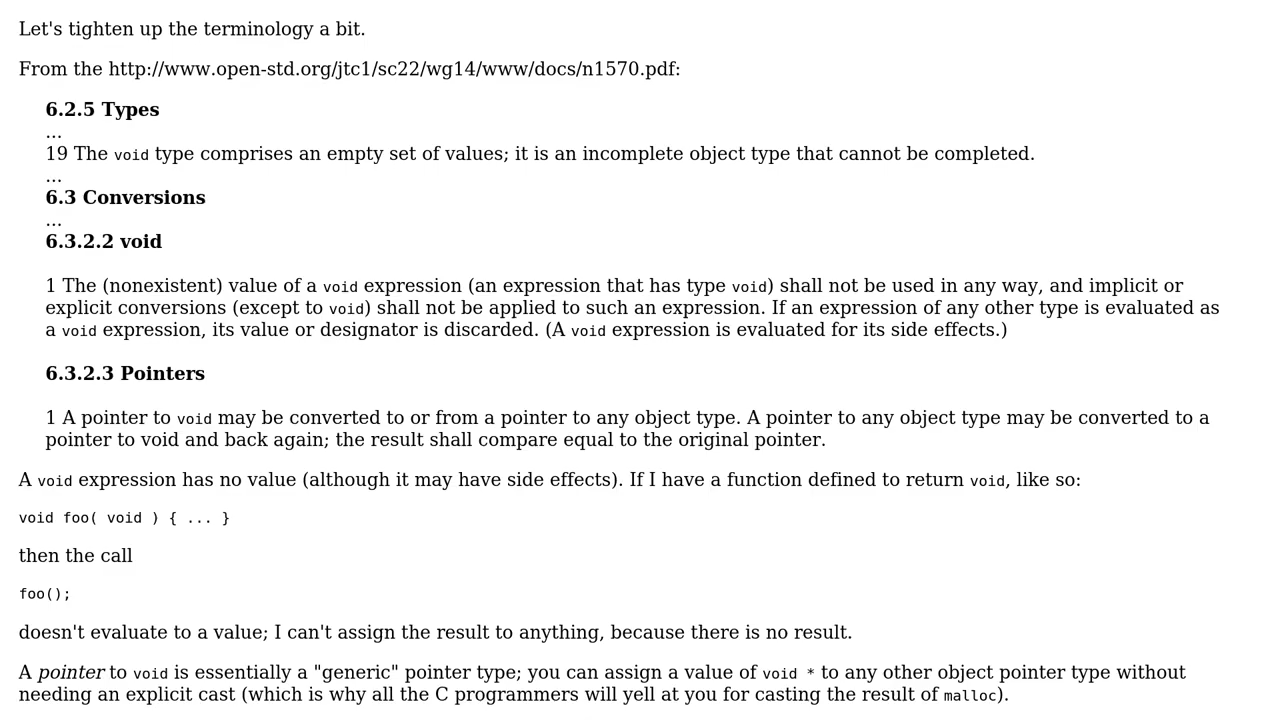 Let's tighten up the terminology a bit.
From the http://www.open-std.org/jtc1/sc22/wg14/www/docs/n1570.pdf:
6.2.5 Types
...
19 The void type comprises an empty set of values; it is an incomplete object type that cannot be completed.
...
6.3 Conversions
...
6.3.2.2 void
1 The (nonexistent) value of a void expression (an expression that has type void) shall not be used in any way, and implicit or
explicit conversions (except to void) shall not be applied to such an expression. If an expression of any other type is evaluated as
a void expression, its value or designator is discarded. (A void expression is evaluated for its side effects.)
6.3.2.3 Pointers
1 A pointer to void may be converted to or from a pointer to any object type. A pointer to any object type may be converted to a
pointer to void and back again; the result shall compare equal to the original pointer.
A void expression has no value (although it may have side effects). If I have a function defined to return void, like so:
void foo( void ) { ... }
then the call
foo();
doesn't evaluate to a value; I can't assign the result to anything, because there is no result.
A pointer to void is essentially a "generic" pointer type; you can assign a value of void * to any other object pointer type without
needing an explicit cast (which is why all the C programmers will yell at you for casting the result of malloc).